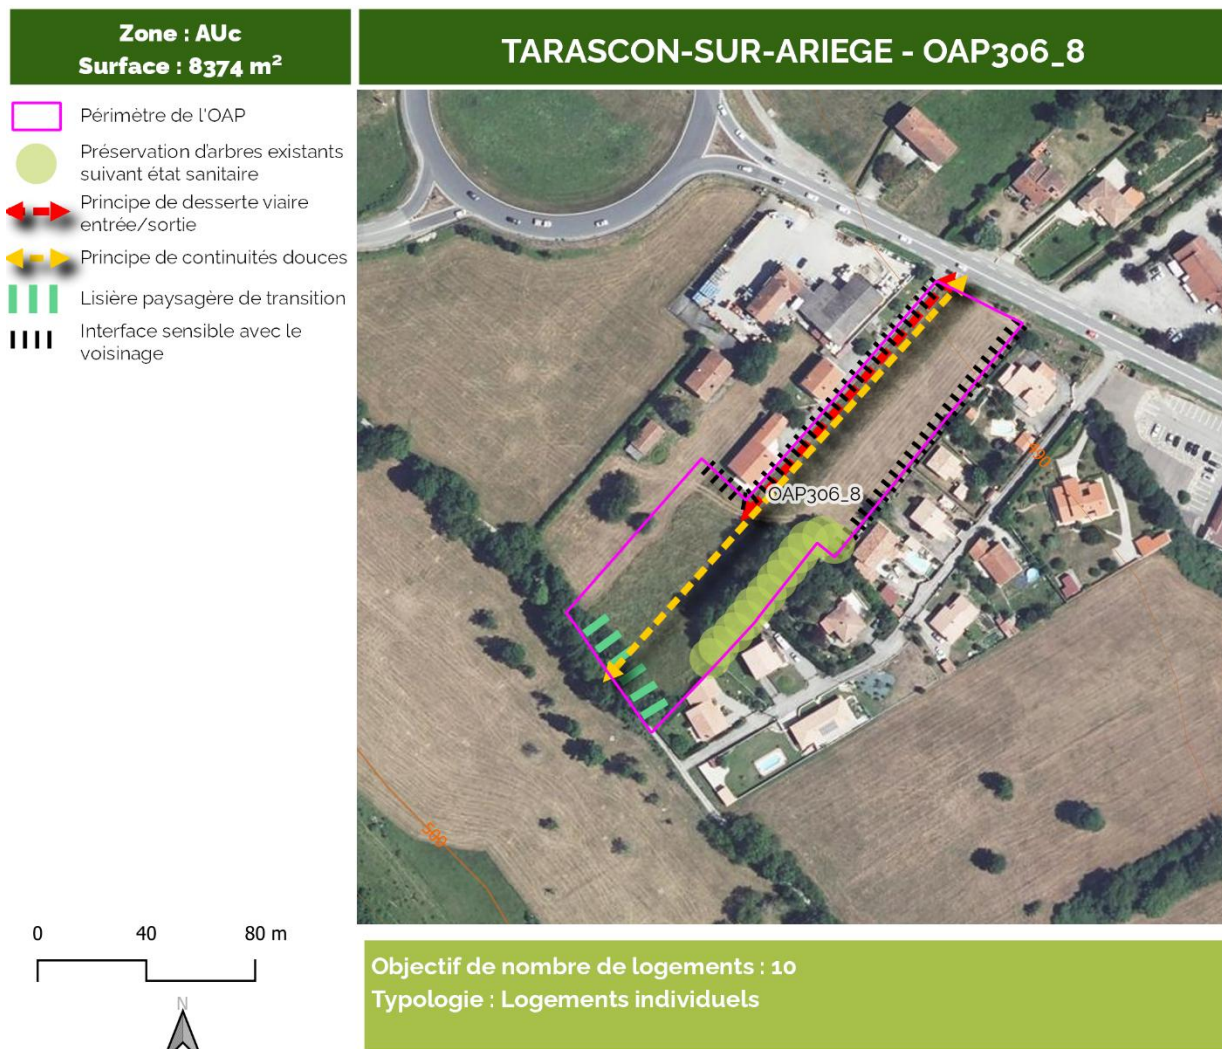 Zone : AUc
Surface : 8374 m²
TARASCON-SUR-ARIEGE - OAP306_8
Périmètre de l'OAP
Préservation d'arbres existants
suivant état sanitaire
Principe de desserte viaire
entrée/sortie
Principe de continuités douces
Lisière paysagère de transition
Interface sensible avec le
voisinage
490
OAP306_8
500
0 40 80 m
N
Objectif de nombre de logements : 10
Typologie : Logements individuels